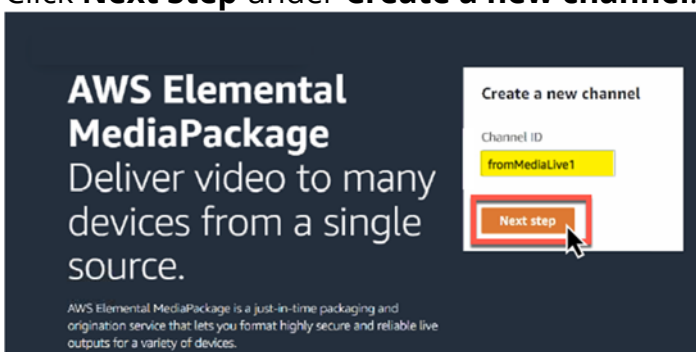 Click Next Step under Create a new channel.
AWS Elemental
MediaPackage
Deliver video to many
devices from a single
source.
AWS Elemental MediaPackage is a just-in-time packaging and
origination service that lets you format highly secure and reliable live
outputs for a variety of devices.
Create a new channel
Channel ID
fromMediaLive1
Next step